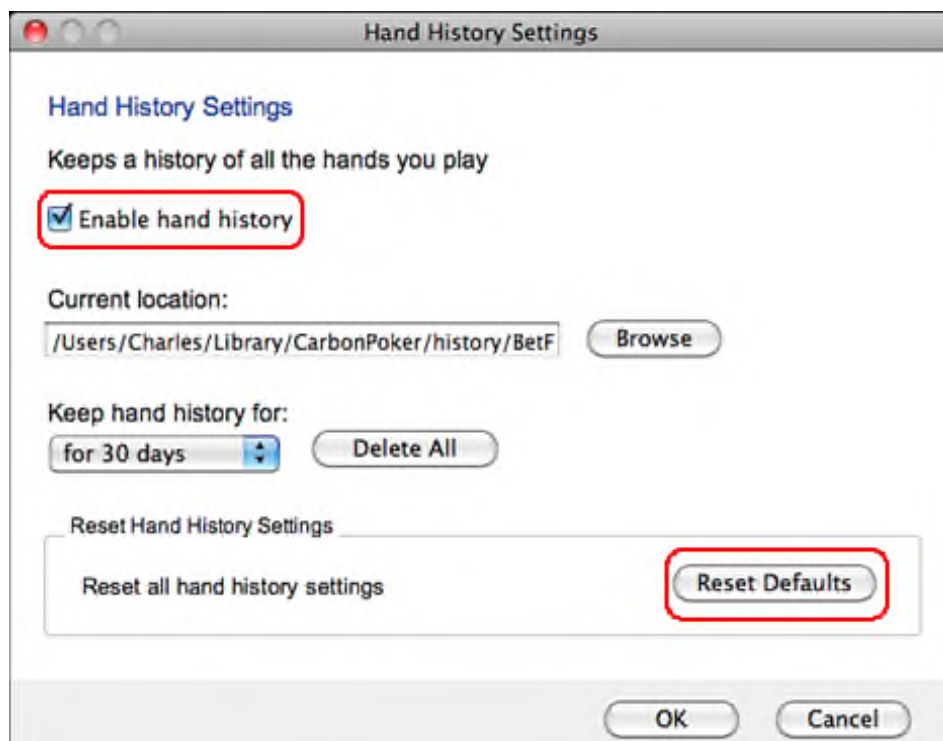 Hand History Settings
Hand History Settings
Keeps a history of all the hands you play
Enable hand history
Current location:
/Users/Charles/Library/CarbonPoker/history/BetF
Browse
Keep hand history for:
for 30 days
Delete All
Reset Hand History Settings
Reset all hand history settings
Reset Defaults
OK
Cancel